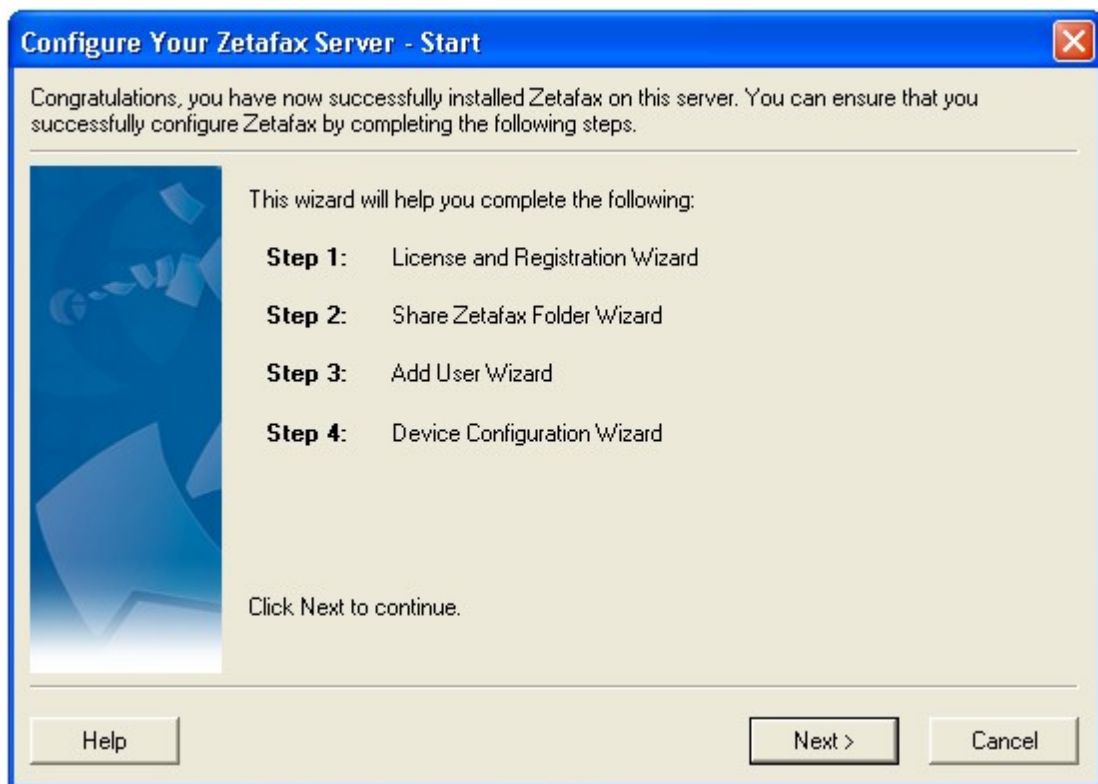 Configure Your Zetafax Server - Start
Congratulations, you have now successfully installed Zetafax on this server. You can ensure that you
successfully configure Zetafax by completing the following steps.
This wizard will help you complete the following:
Step 1: License and Registration Wizard
Step 2: Share Zetafax Folder Wizard
Step 3: Add User Wizard
Step 4: Device Configuration Wizard
Click Next to continue.
Help Next > Cancel